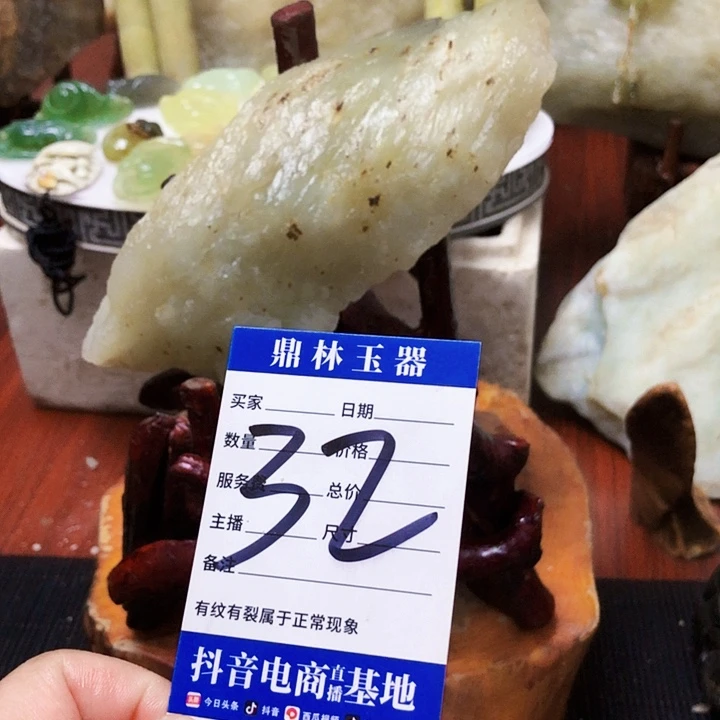 鼎林玉器
买家 日期
数量 价格
服务费 总价
主播 尺寸
备注
32
有纹有裂属于正常现象
抖音电商直播基地
今日头条 抖音 西瓜视频